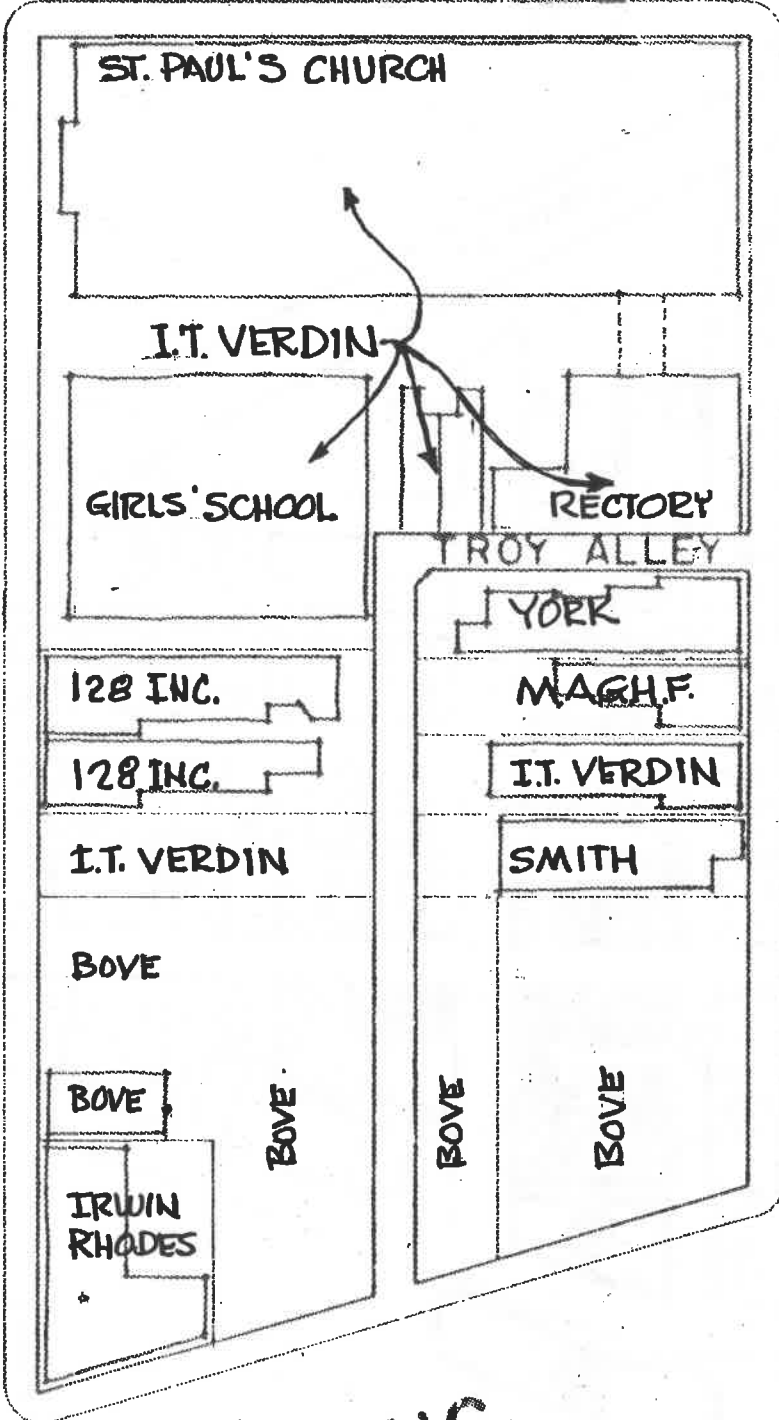 ST. PAUL'S CHURCH
I.T. VERDIN
GIRLS' SCHOOL
RECTORY
TROY ALLEY
YORK
128 INC.
M.AGH.F.
128 INC.
I.T. VERDIN
I.T. VERDIN
SMITH
BOVE
BOVE
BOVE
BOVE
BOVE
IRWIN
RHODES